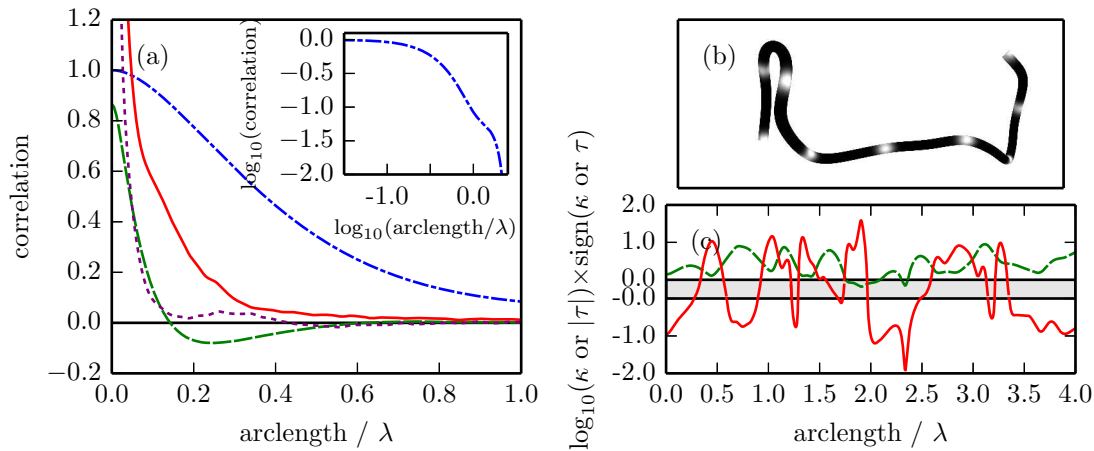 (a)
correlation
1.2
1.0
0.8
0.6
0.4
0.2
0.0
−0.2
0.0 0.2 0.4 0.6 0.8 1.0
arclength / λ
log₁₀(correlation)
0.0
−0.5
−1.0
−1.5
−2.0
-1.0 0.0
log₁₀(arclength/λ)
(b)
(c)
log₁₀(κ or |τ|)×sign(κ or τ)
2.0
1.0
0.0
-0.0
-1.0
-2.0
0.0 0.5 1.0 1.5 2.0 2.5 3.0 3.5 4.0
arclength / λ